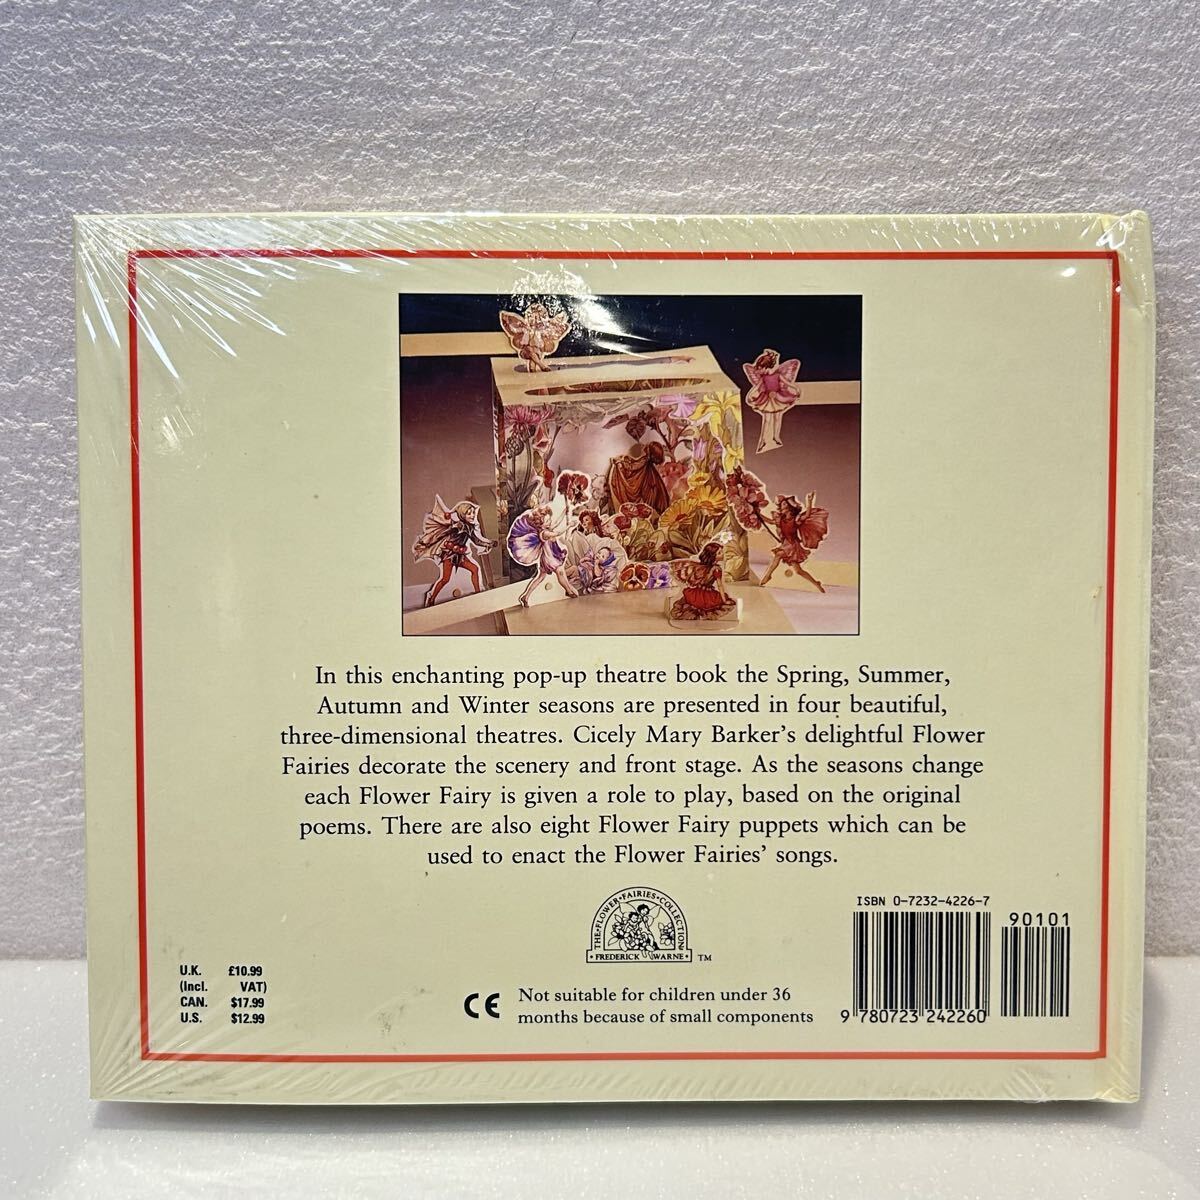 In this enchanting pop-up theatre book the Spring, Summer,
Autumn and Winter seasons are presented in four beautiful,
three-dimensional theatres. Cicely Mary Barker's delightful Flower
Fairies decorate the scenery and front stage. As the seasons change
each Flower Fairy is given a role to play, based on the original
poems. There are also eight Flower Fairy puppets which can be
used to enact the Flower Fairies' songs.
THE·FLOWER·FAIRIES·COLLECTION
• FREDERICK WARNE • TM
U.K. £10.99
(Incl. VAT)
CAN. $17.99
U.S. $12.99
CE
Not suitable for children under 36
months because of small components
ISBN 0-7232-4226-7
90101
9 780723 242260